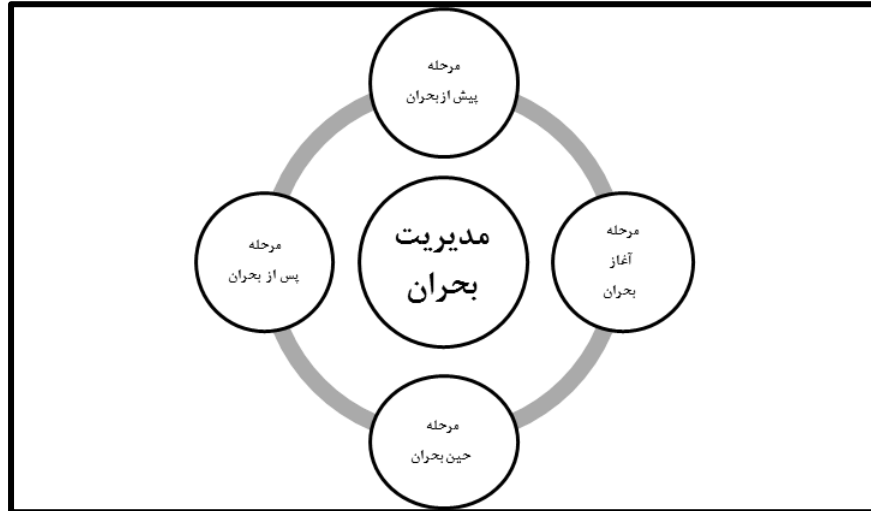 مرحله
پیش ازبحران
مرحله
آغاز
بحران
مدیریت
بحران
مرحله
پس از بحران
مرحله
حین بحران